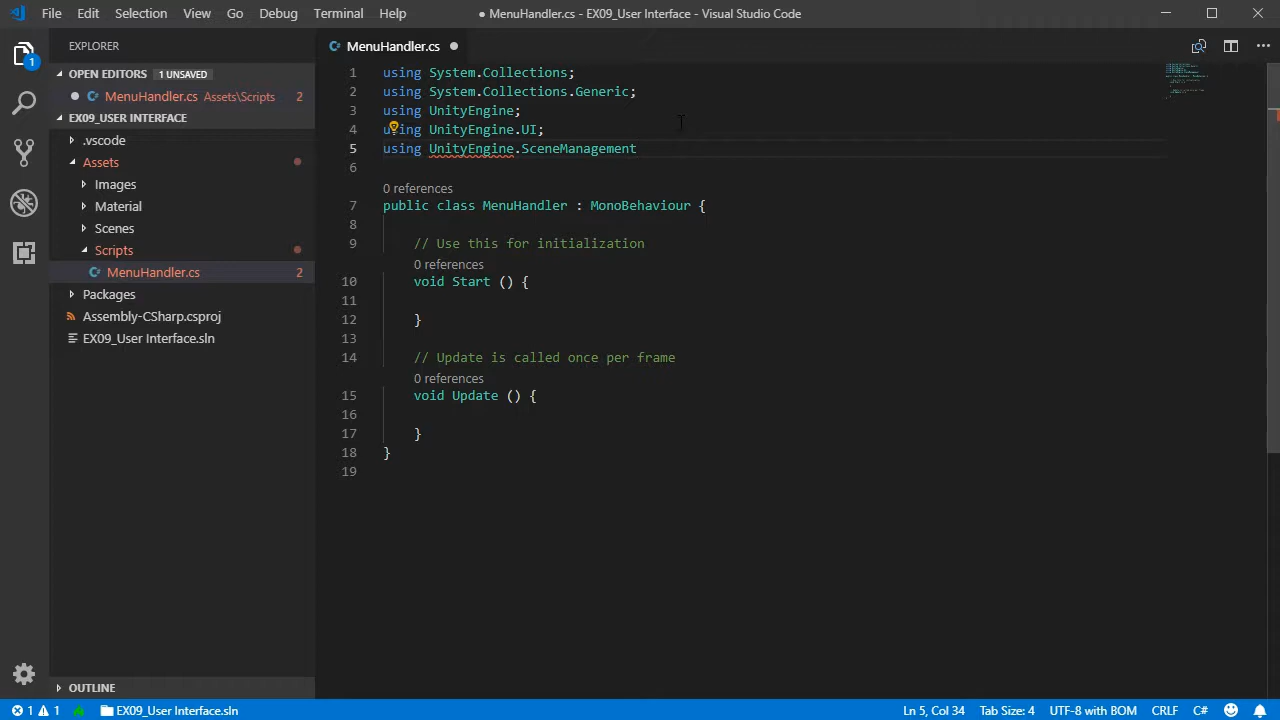 File Edit Selection View Go Debug Terminal Help
● MenuHandler.cs - EX09_User Interface - Visual Studio Code
EXPLORER
OPEN EDITORS 1 UNSAVED
MenuHandler.cs Assets\Scripts 2
EX09_USER INTERFACE
.vscode
Assets
Images
Material
Scenes
Scripts
MenuHandler.cs 2
Packages
Assembly-CSharp.csproj
EX09_User Interface.sln
OUTLINE
1
MenuHandler.cs
1 using System.Collections;
2 using System.Collections.Generic;
3 using UnityEngine;
4 using UnityEngine.UI;
5 using UnityEngine.SceneManagement
6
0 references
7 public class MenuHandler : MonoBehaviour {
8
9 // Use this for initialization
0 references
10 void Start () {
11
12 }
13
14 // Update is called once per frame
0 references
15 void Update () {
16
17 }
18 }
19
1 1 EX09_User Interface.sln Ln 5, Col 34 Tab Size: 4 UTF-8 with BOM CRLF C#